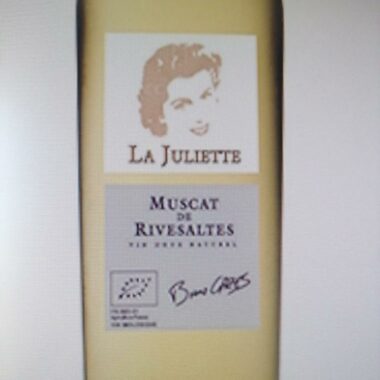 LA JULIETTE
MUSCAT
DE
RIVESALTES
VIN DOUX NATUREL